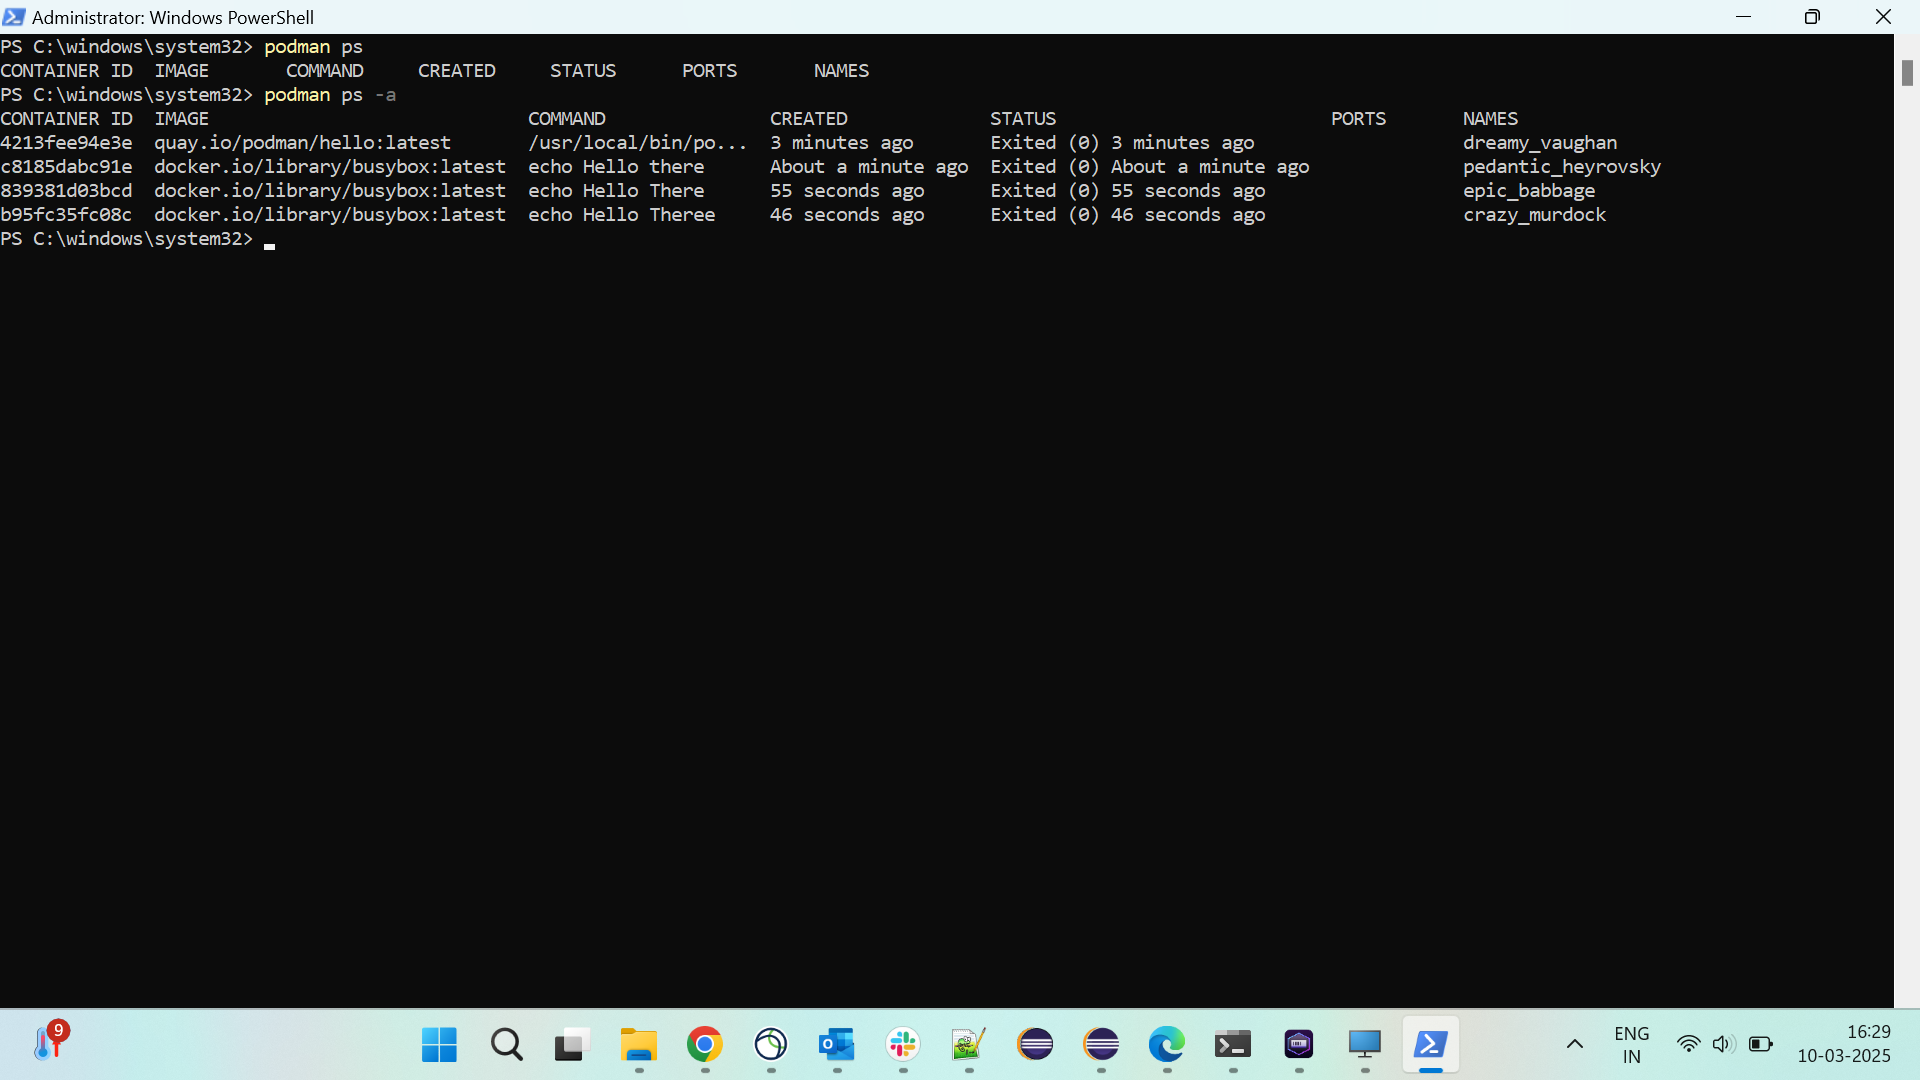 Administrator: Windows PowerShell
PS C:\windows\system32> podman ps
CONTAINER ID  IMAGE       COMMAND     CREATED     STATUS      PORTS       NAMES
PS C:\windows\system32> podman ps -a
CONTAINER ID  IMAGE                             COMMAND               CREATED             STATUS                         PORTS       NAMES
4213fee94e3e  quay.io/podman/hello:latest       /usr/local/bin/po...  3 minutes ago       Exited (0) 3 minutes ago                   dreamy_vaughan
c8185dabc91e  docker.io/library/busybox:latest  echo Hello there      About a minute ago  Exited (0) About a minute ago              pedantic_heyrovsky
839381d03bcd  docker.io/library/busybox:latest  echo Hello There      55 seconds ago      Exited (0) 55 seconds ago                  epic_babbage
b95fc35fc08c  docker.io/library/busybox:latest  echo Hello Theree     46 seconds ago      Exited (0) 46 seconds ago                  crazy_murdock
PS C:\windows\system32>
9
ENG
IN
16:29
10-03-2025